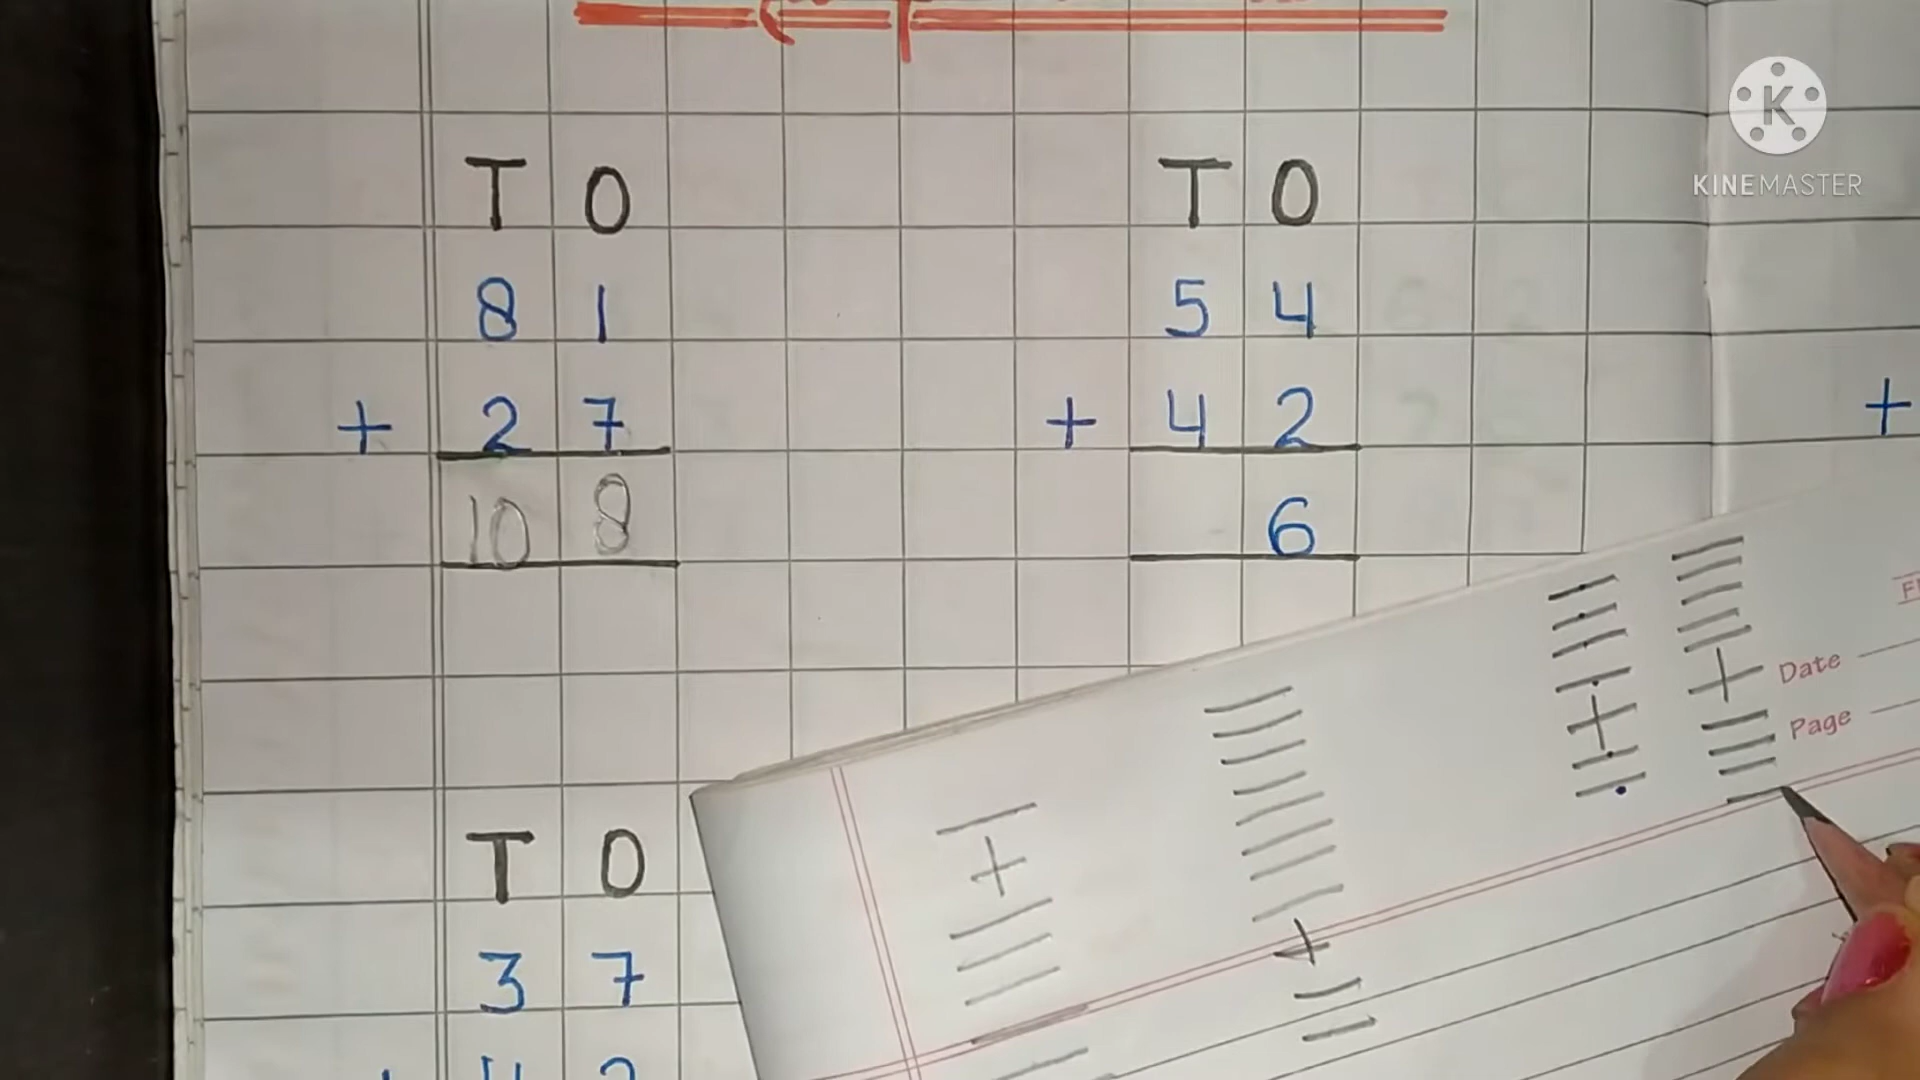 KINEMASTER
T O
8 1
+ 2 7
10 8
T O
5 4
+ 4 2
6
+
T O
3 7
Date
Page